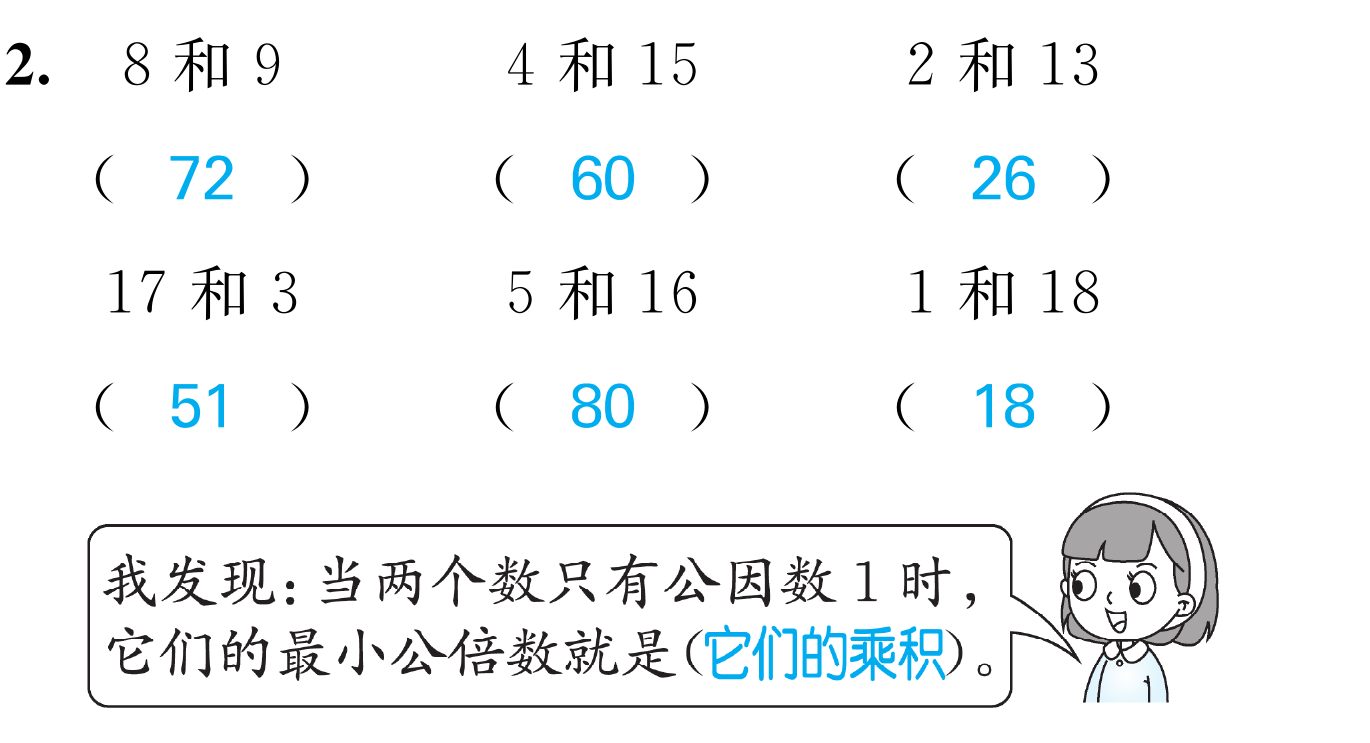 2. 8 和 9 4 和 15 2 和 13
( 72 ) ( 60 ) ( 26 )
17 和 3 5 和 16 1 和 18
( 51 ) ( 80 ) ( 18 )
我发现：当两个数只有公因数 1 时，
它们的最小公倍数就是(它们的乘积)。